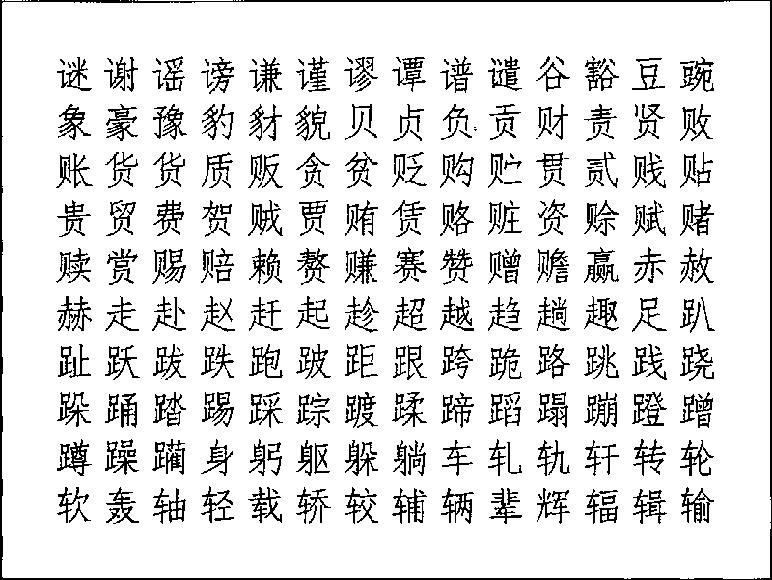 谜谢谣谤谦谨谬谭谱谴谷豁豆豌
象豪豫豹豺貌贝贞负贡财责贤败
账货货质贩贪贫贬购贮贯贰贱贴
贵贸费贺贼贾贿赁赂赃资赊赋赌
赎赏赐赔赖赘赚赛赞赠赡赢赤赦
赫走赴赵赶起趁超越趋趟趣足趴
趾跃跋跌跑跛距跟跨跪路跳践跷
跺踊踏踢踩踪踱蹂蹄蹈蹋蹦蹬蹭
蹲躁躏身躬躯躲躺车轧轨轩转轮
软轰轴轻载轿较辅辆辈辉辐辑输